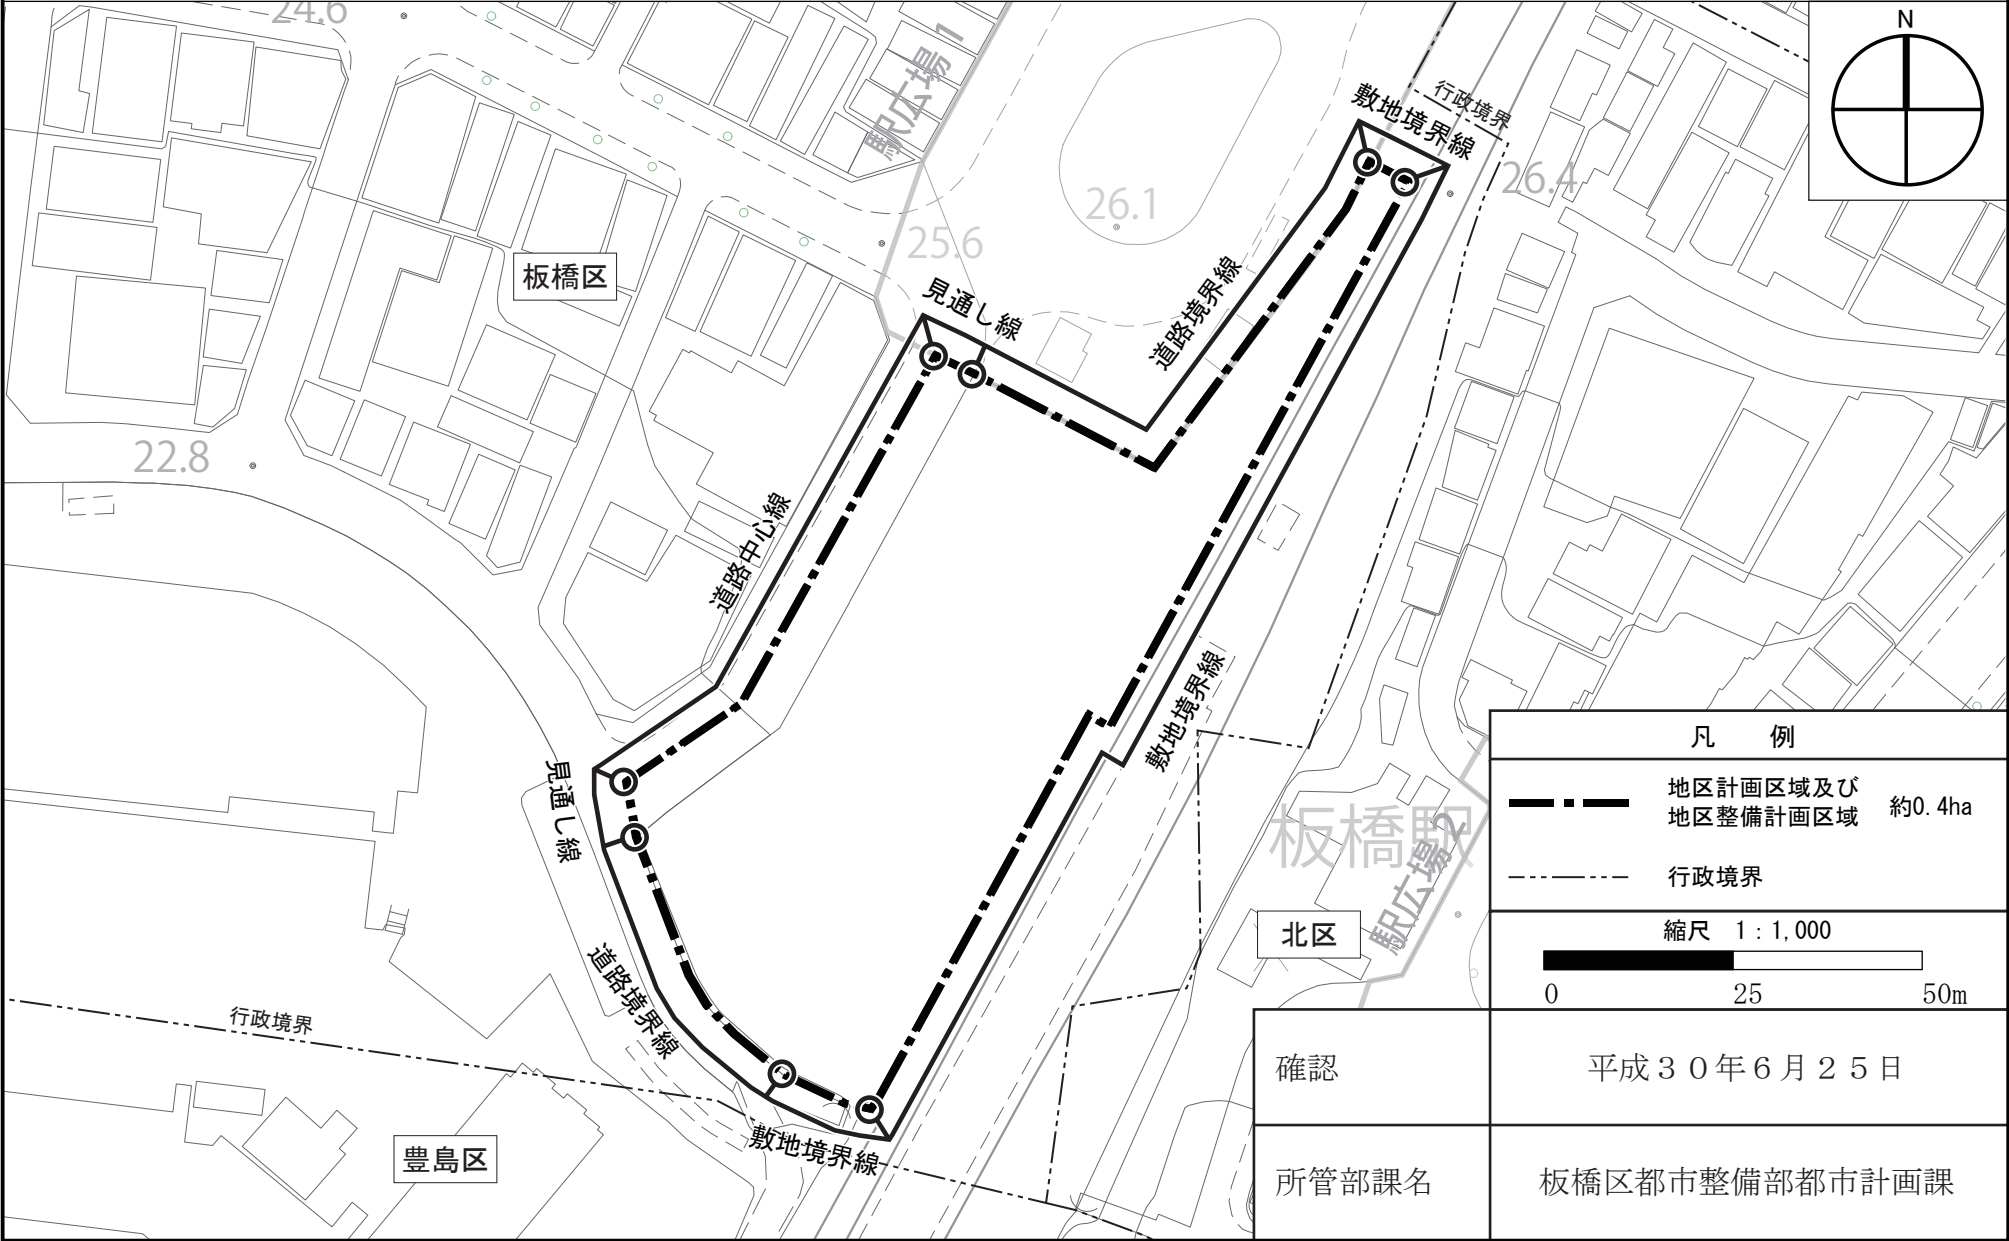 24.6
駅広場1
N
敷地境界線
行政境界
26.4
26.1
25.6
板橋区
見通し線
道路境界線
22.8
道路中心線
敷地境界線
見通し線
板橋駅
駅広場2
北区
道路境界線
行政境界
敷地境界線
豊島区
凡 例
地区計画区域及び
地区整備計画区域 約0.4ha
行政境界
縮尺 1:1,000
0 25 50m
確認 平成30年6月25日
所管部課名 板橋区都市整備部都市計画課